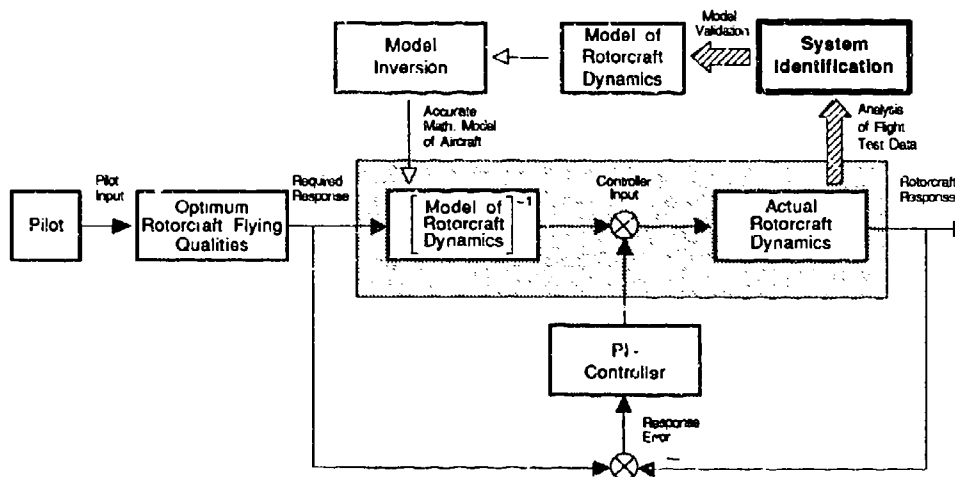 Model
Validation
Model
Inversion
Model of
Rotorcraft
Dynamics
System
Identification
Accurate
Math. Model
of Aircraft
Analysis
of Flight
Test Data
Pilot
Input
Required
Response
Controller
Input
Rotorcraft
Response
Pilot
Optimum
Rotorcraft Flying
Qualities
Model of
Rotorcraft
Dynamics
-1
Actual
Rotorcraft
Dynamics
PI-
Controller
Response
Error